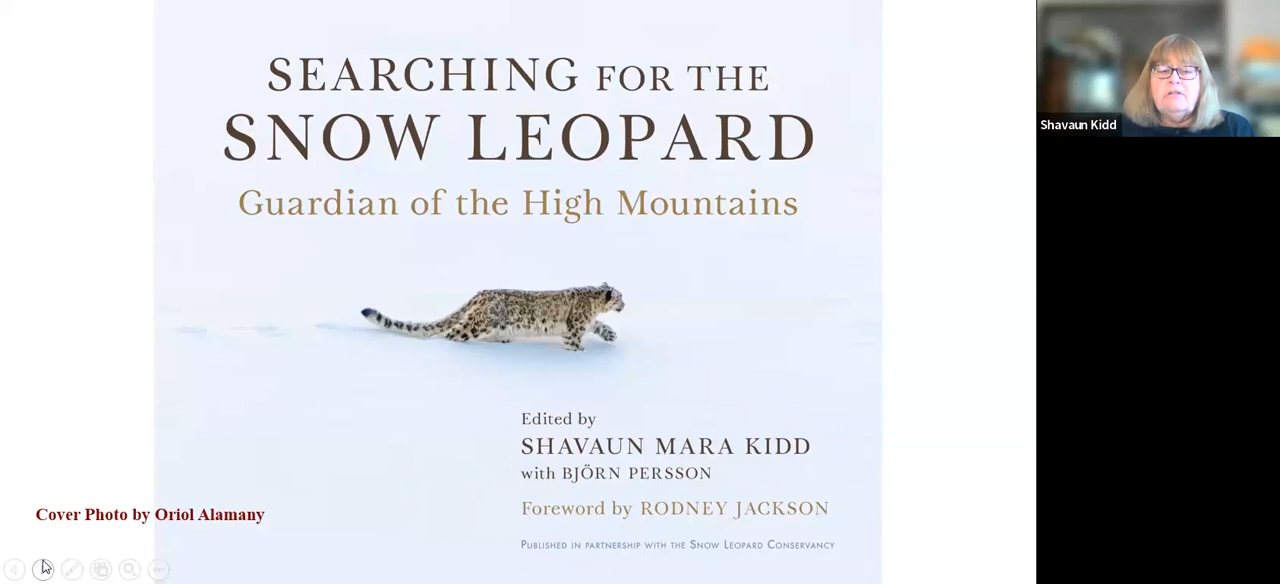 SEARCHING FOR THE
SNOW LEOPARD
Guardian of the High Mountains
Edited by
SHAVAUN MARA KIDD
with BJÖRN PERSSON
Foreword by RODNEY JACKSON
PUBLISHED IN PARTNERSHIP WITH THE SNOW LEOPARD CONSERVANCY
Cover Photo by Oriol Alamany
Shavaun Kidd